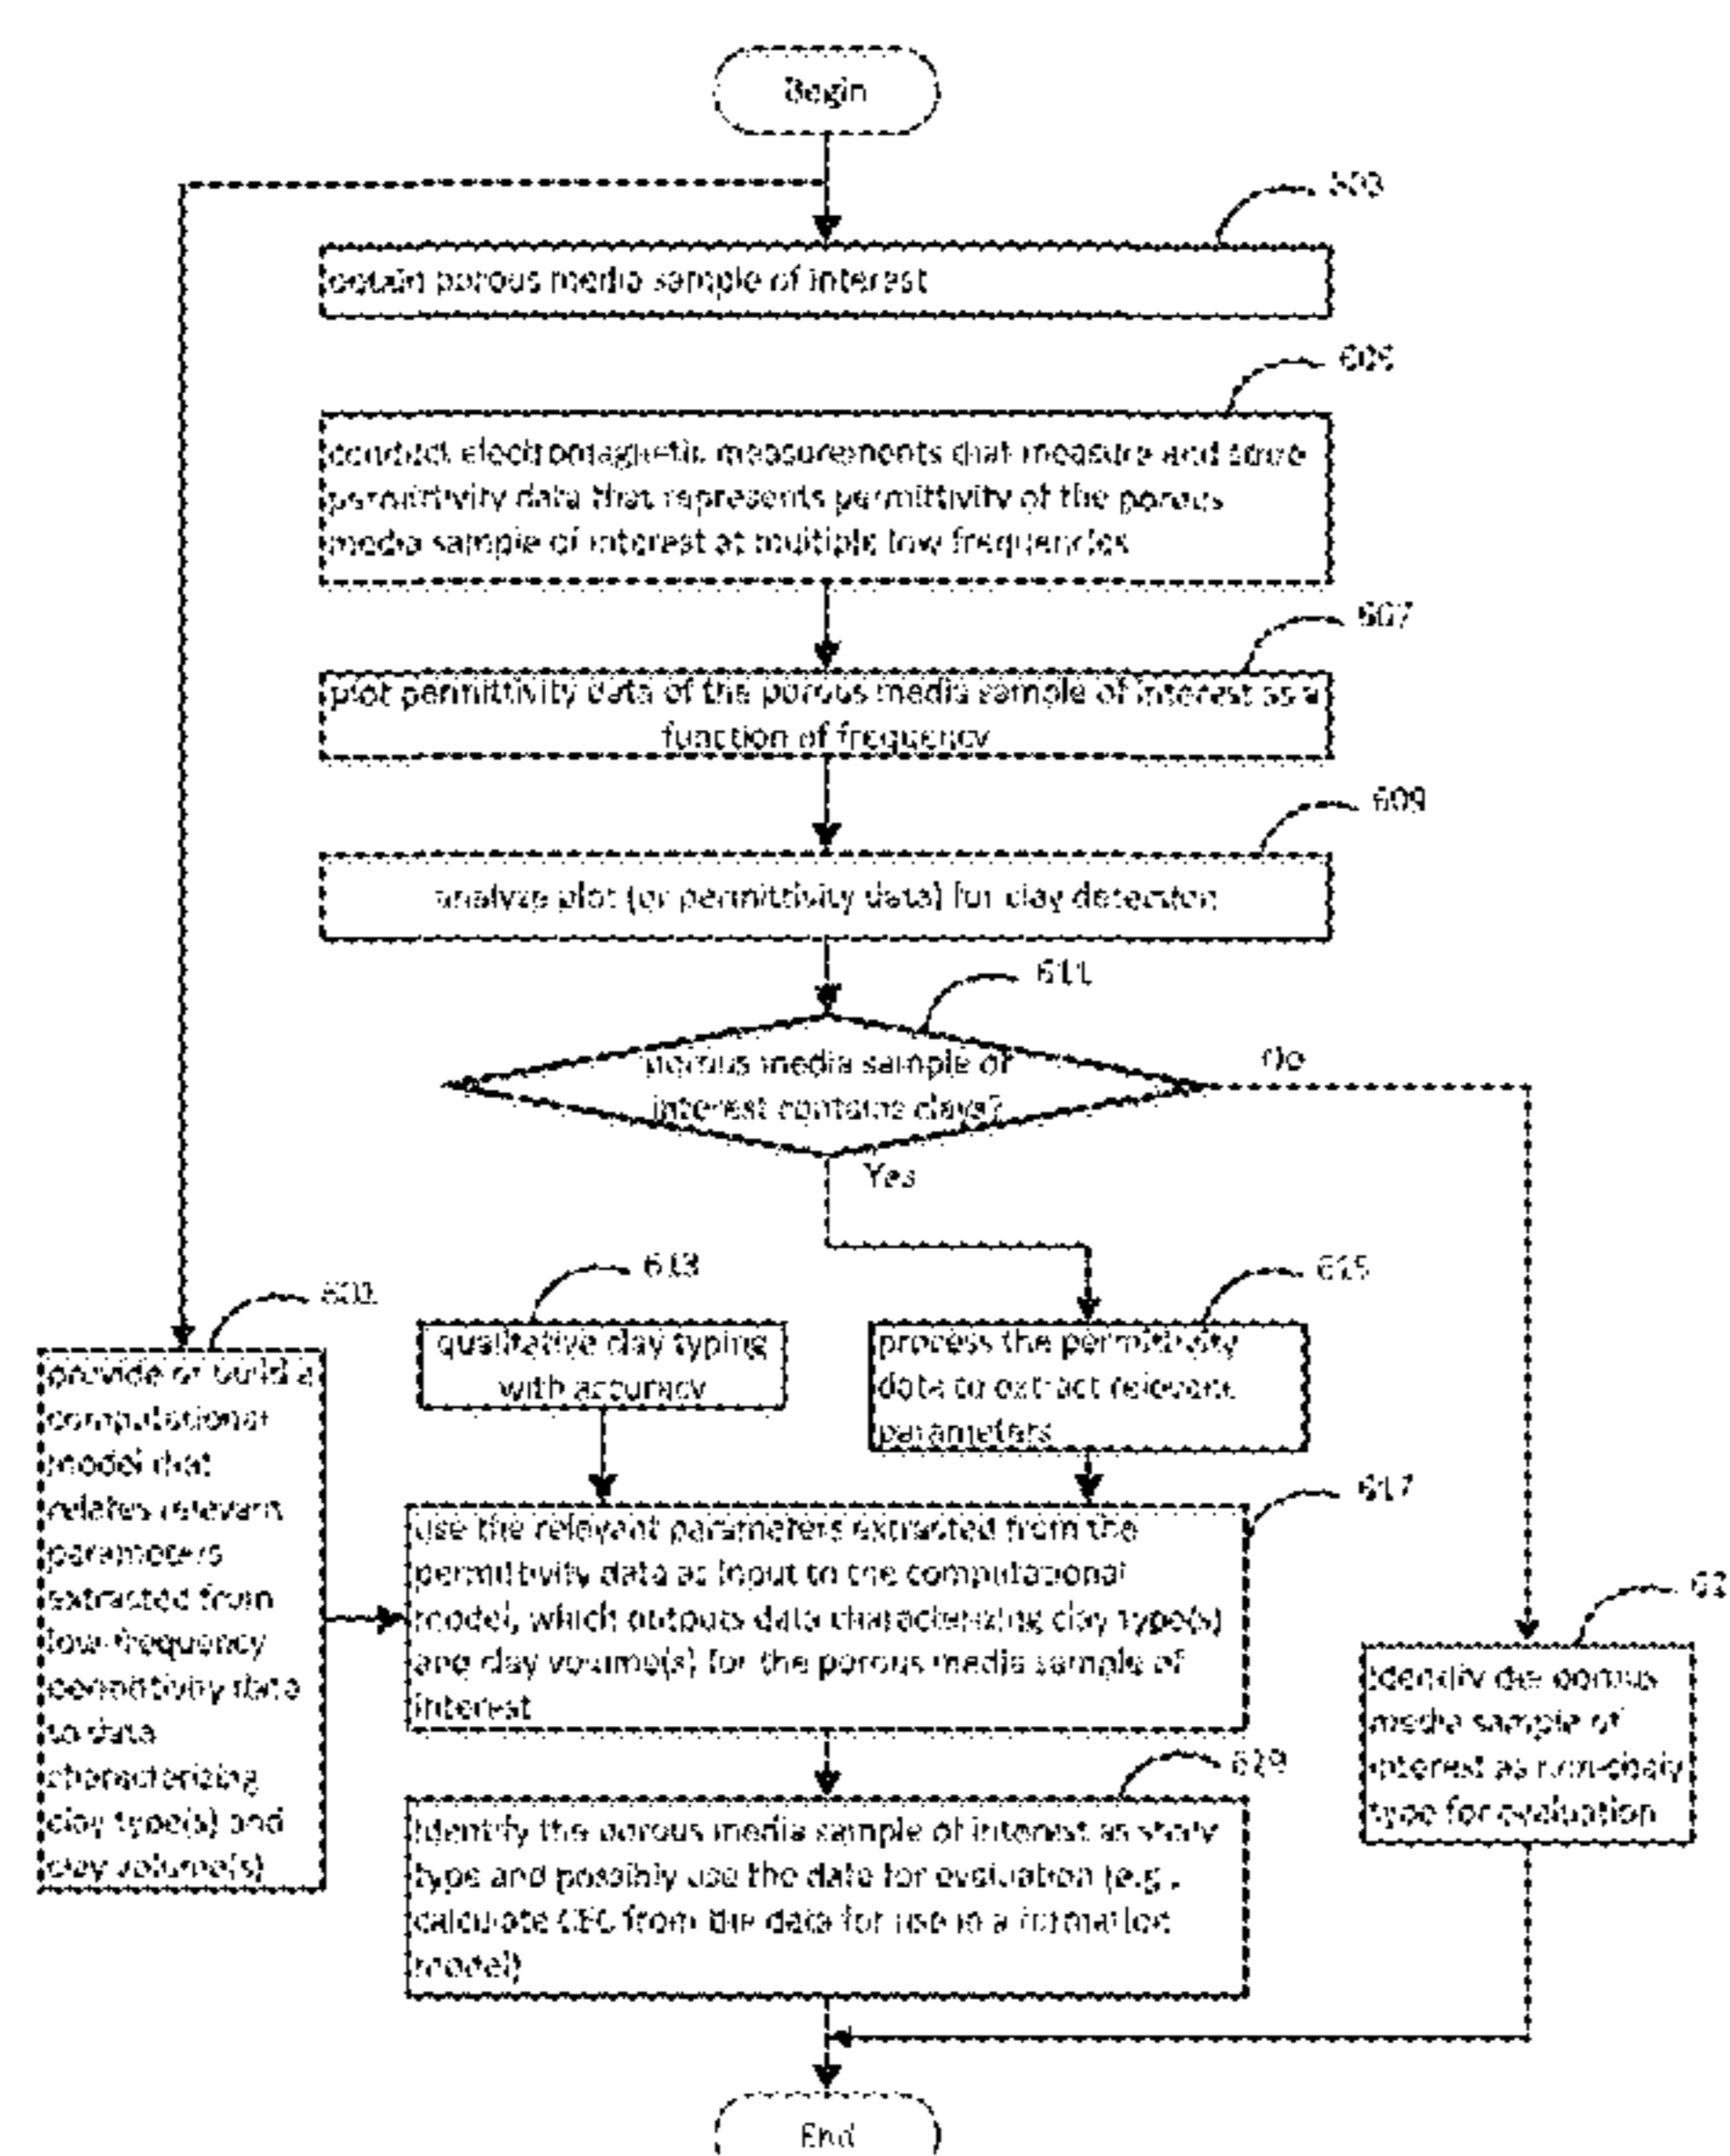 Begin
603
obtain porous media sample of interest
605
conduct electromagnetic measurements that measure and store
permittivity data that represents permittivity of the porous
media sample of interest at multiple low frequencies
607
plot permittivity data of the porous media sample of interest as a
function of frequency
609
analyze plot (or permittivity data) for clay detection
611
porous media sample of
interest contains clays?
No
Yes
613
qualitative clay typing
with accuracy
615
process the permittivity
data to extract relevant
parameters
601
provide or build a
computational
model that
relates relevant
parameters
extracted from
low-frequency
permittivity data
to data
characterizing
clay type(s) and
clay volume(s)
617
use the relevant parameters extracted from the
permittivity data as input to the computational
model, which outputs data characterizing clay type(s)
and clay volume(s) for the porous media sample of
interest
62
identify the porous
media sample of
interest as non-shaly
type for evaluation
619
Identify the porous media sample of interest as shaly
type and possibly use the data for evaluation (e.g.,
calculate CEC from the data for use in a formation
model)
End